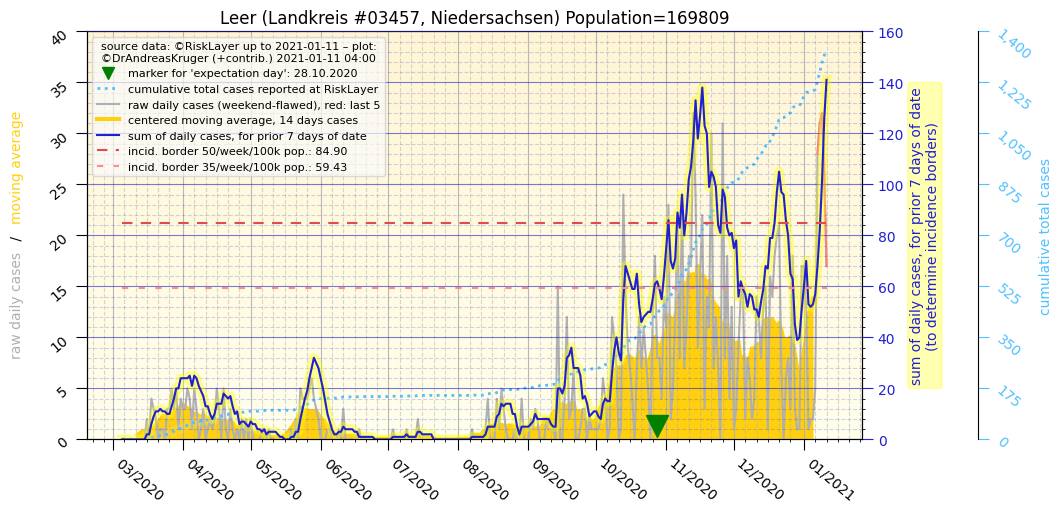 Leer (Landkreis #03457, Niedersachsen) Population=169809
source data: ©RiskLayer up to 2021-01-11 – plot:
©DrAndreasKruger (+contrib.) 2021-01-11 04:00
marker for 'expectation day': 28.10.2020
cumulative total cases reported at RiskLayer
raw daily cases (weekend-flawed), red: last 5
centered moving average, 14 days cases
sum of daily cases, for prior 7 days of date
incid. border 50/week/100k pop.: 84.90
incid. border 35/week/100k pop.: 59.43
raw daily cases / moving average
40
35
30
25
20
15
10
5
0
03/2020
04/2020
05/2020
06/2020
07/2020
08/2020
09/2020
10/2020
11/2020
12/2020
01/2021
160
140
120
100
80
60
40
20
0
sum of daily cases, for prior 7 days of date
(to determine incidence borders)
1,400
1,225
1,050
875
700
525
350
175
0
cumulative total cases